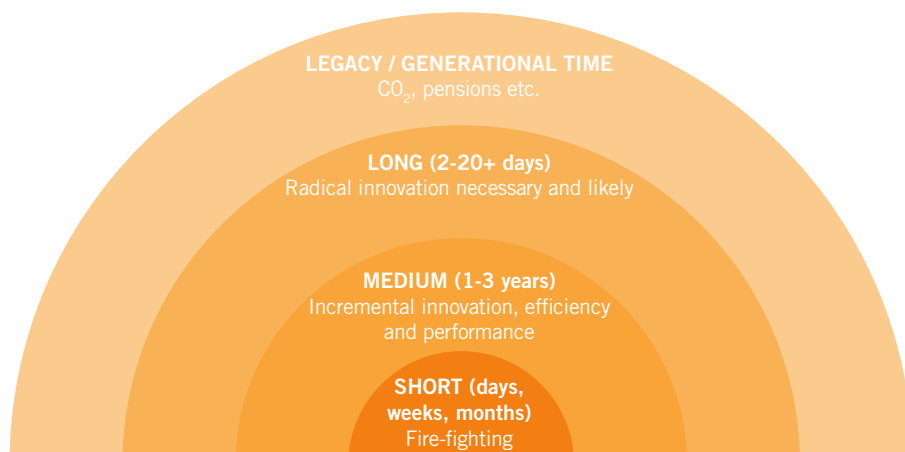 LEGACY / GENERATIONAL TIME
CO₂, pensions etc.
LONG (2-20+ days)
Radical innovation necessary and likely
MEDIUM (1-3 years)
Incremental innovation, efficiency
and performance
SHORT (days,
weeks, months)
Fire-fighting